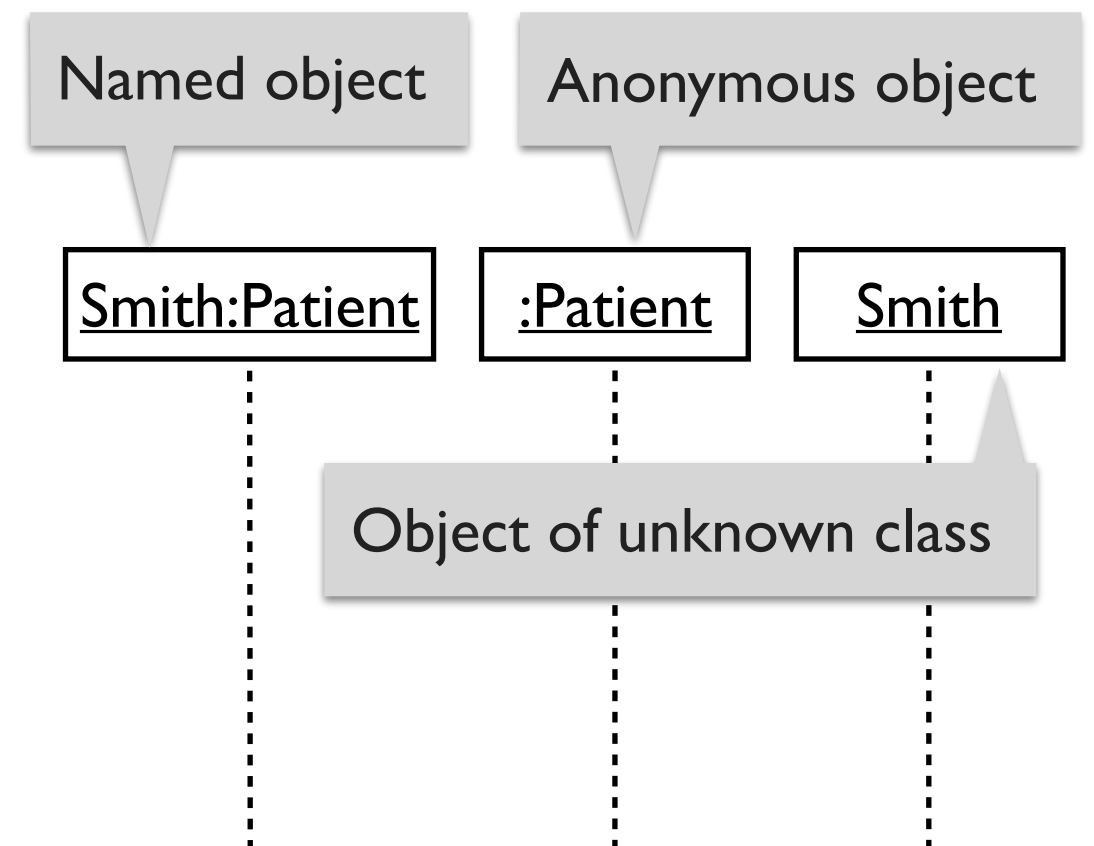 Named object
Anonymous object
Smith:Patient
:Patient
Smith
Object of unknown class